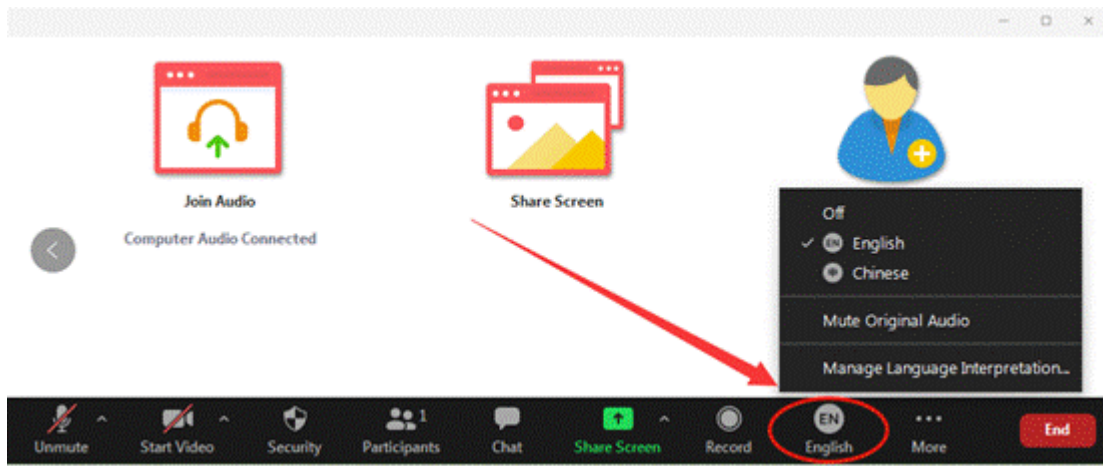 Join Audio
Computer Audio Connected
Share Screen
Off
EN English
Chinese
Mute Original Audio
Manage Language Interpretation...
Unmute
Start Video
Security
1
Participants
Chat
Share Screen
Record
EN
English
More
End